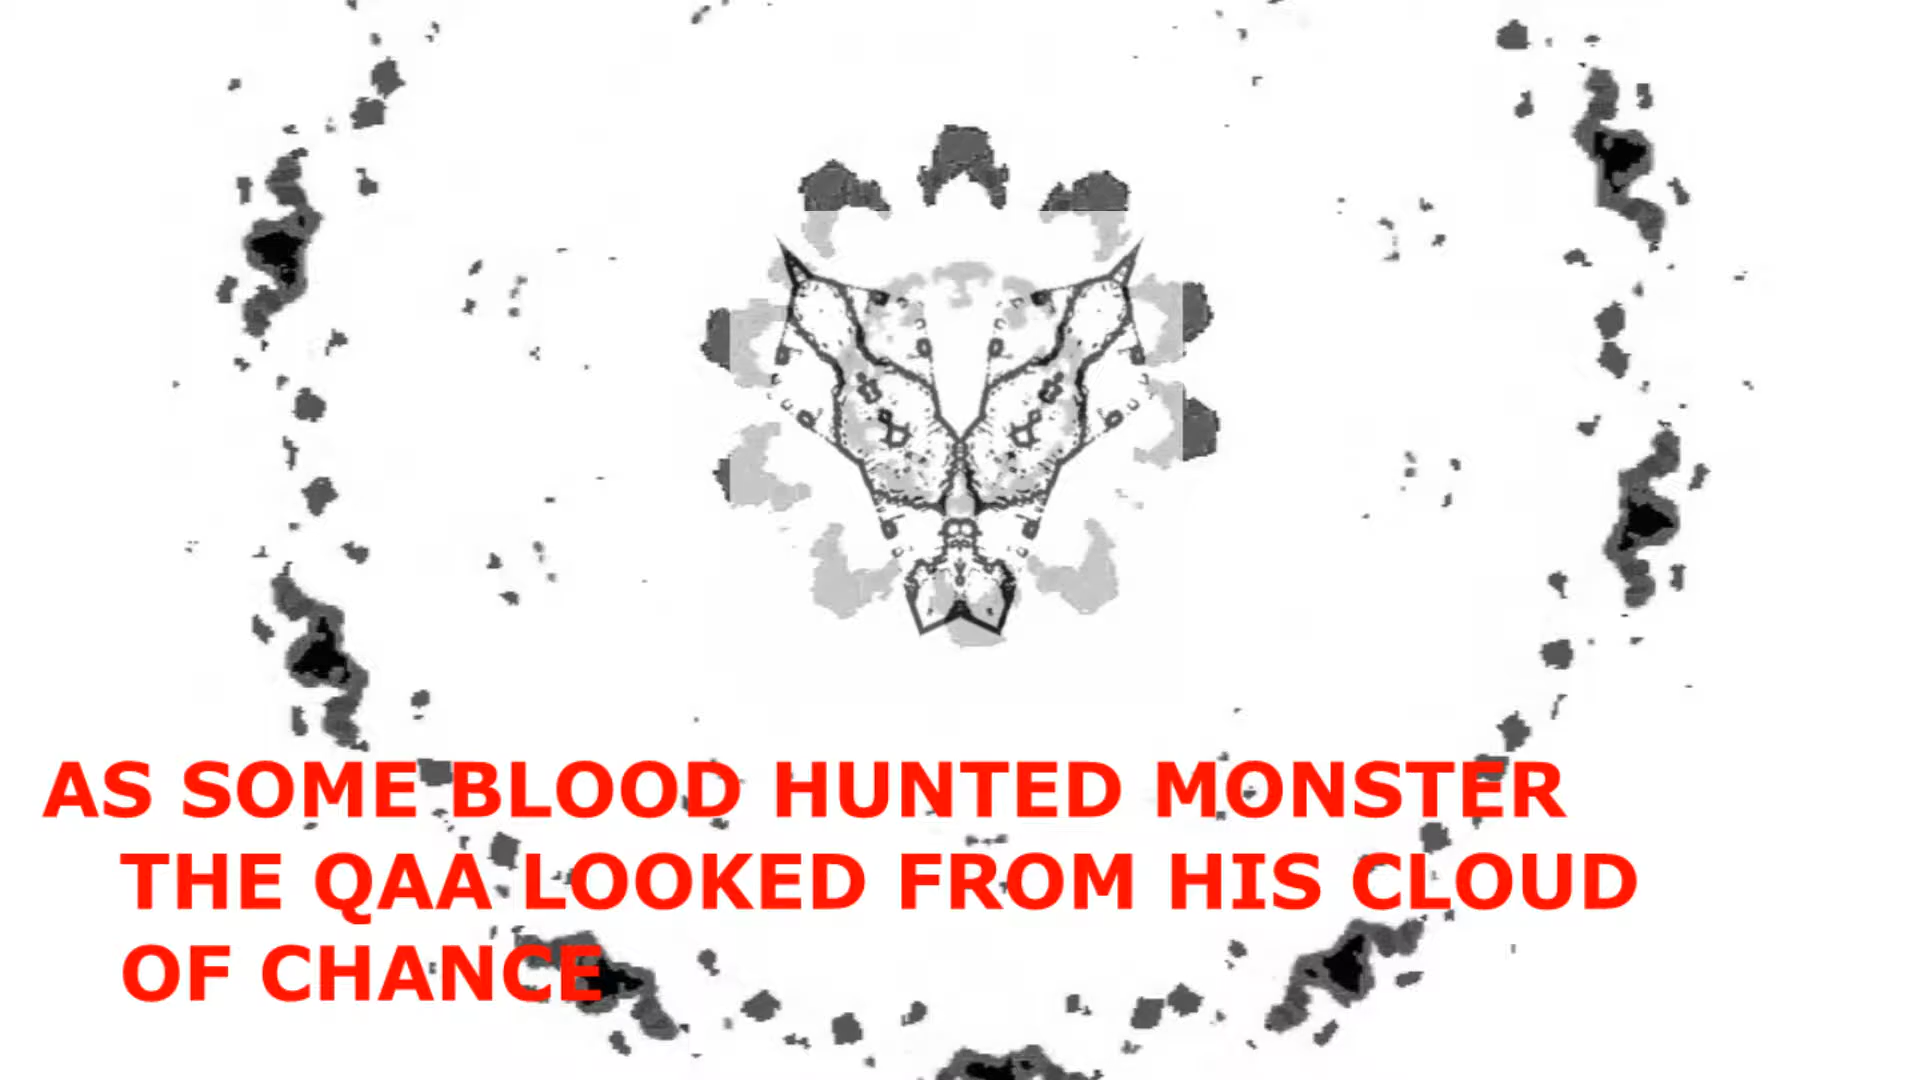 AS SOME BLOOD HUNTED MONSTER
THE QAA LOOKED FROM HIS CLOUD
OF CHANCE